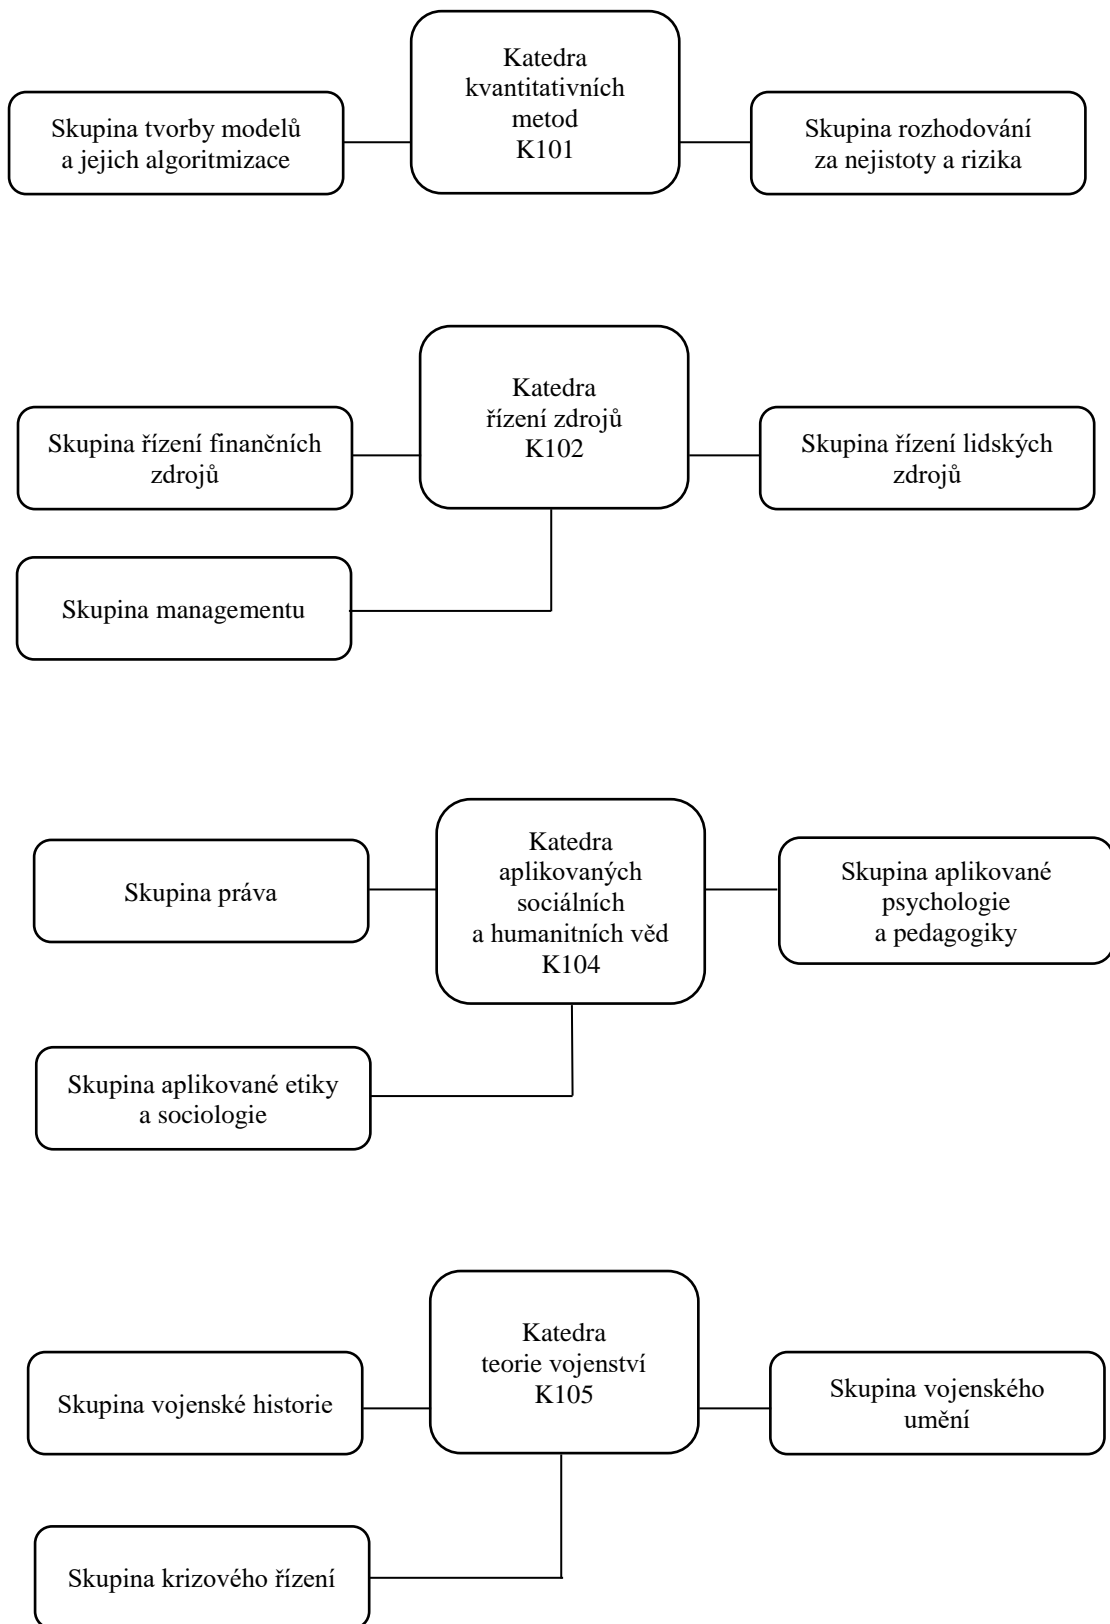 Katedra
kvantitativních
metod
K101
Skupina tvorby modelů
a jejich algoritmizace
Skupina rozhodování
za nejistoty a rizika
Katedra
řízení zdrojů
K102
Skupina řízení finančních
zdrojů
Skupina řízení lidských
zdrojů
Skupina managementu
Katedra
aplikovaných
sociálních
a humanitních věd
K104
Skupina práva
Skupina aplikované
psychologie
a pedagogiky
Skupina aplikované etiky
a sociologie
Katedra
teorie vojenství
K105
Skupina vojenské historie
Skupina vojenského
umění
Skupina krizového řízení